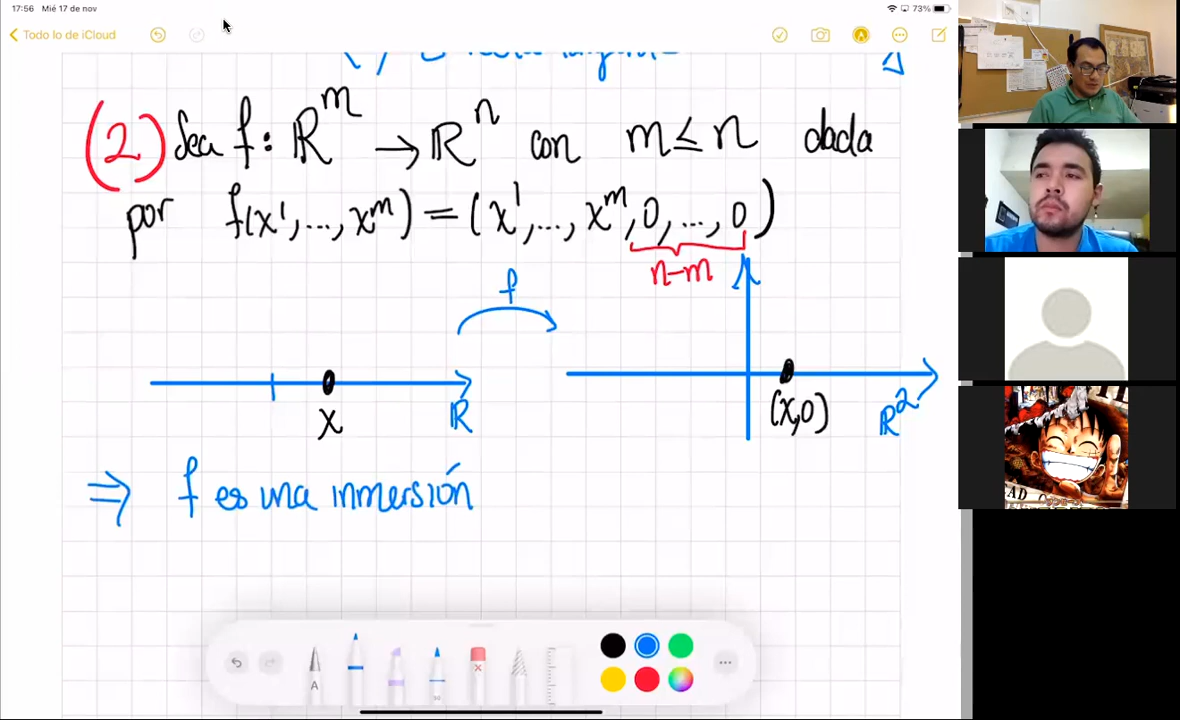 17:56 Mié 17 de nov
73%
Todo lo de iCloud
(2) Sea f: ℝ^m → ℝ^n con m ≤ n dada
por f(x^1,...,x^m) = (x^1,...,x^m,0,...,0)
n-m
f
x
ℝ
(x,0)
ℝ^2
⇒ f es una inmersión
A